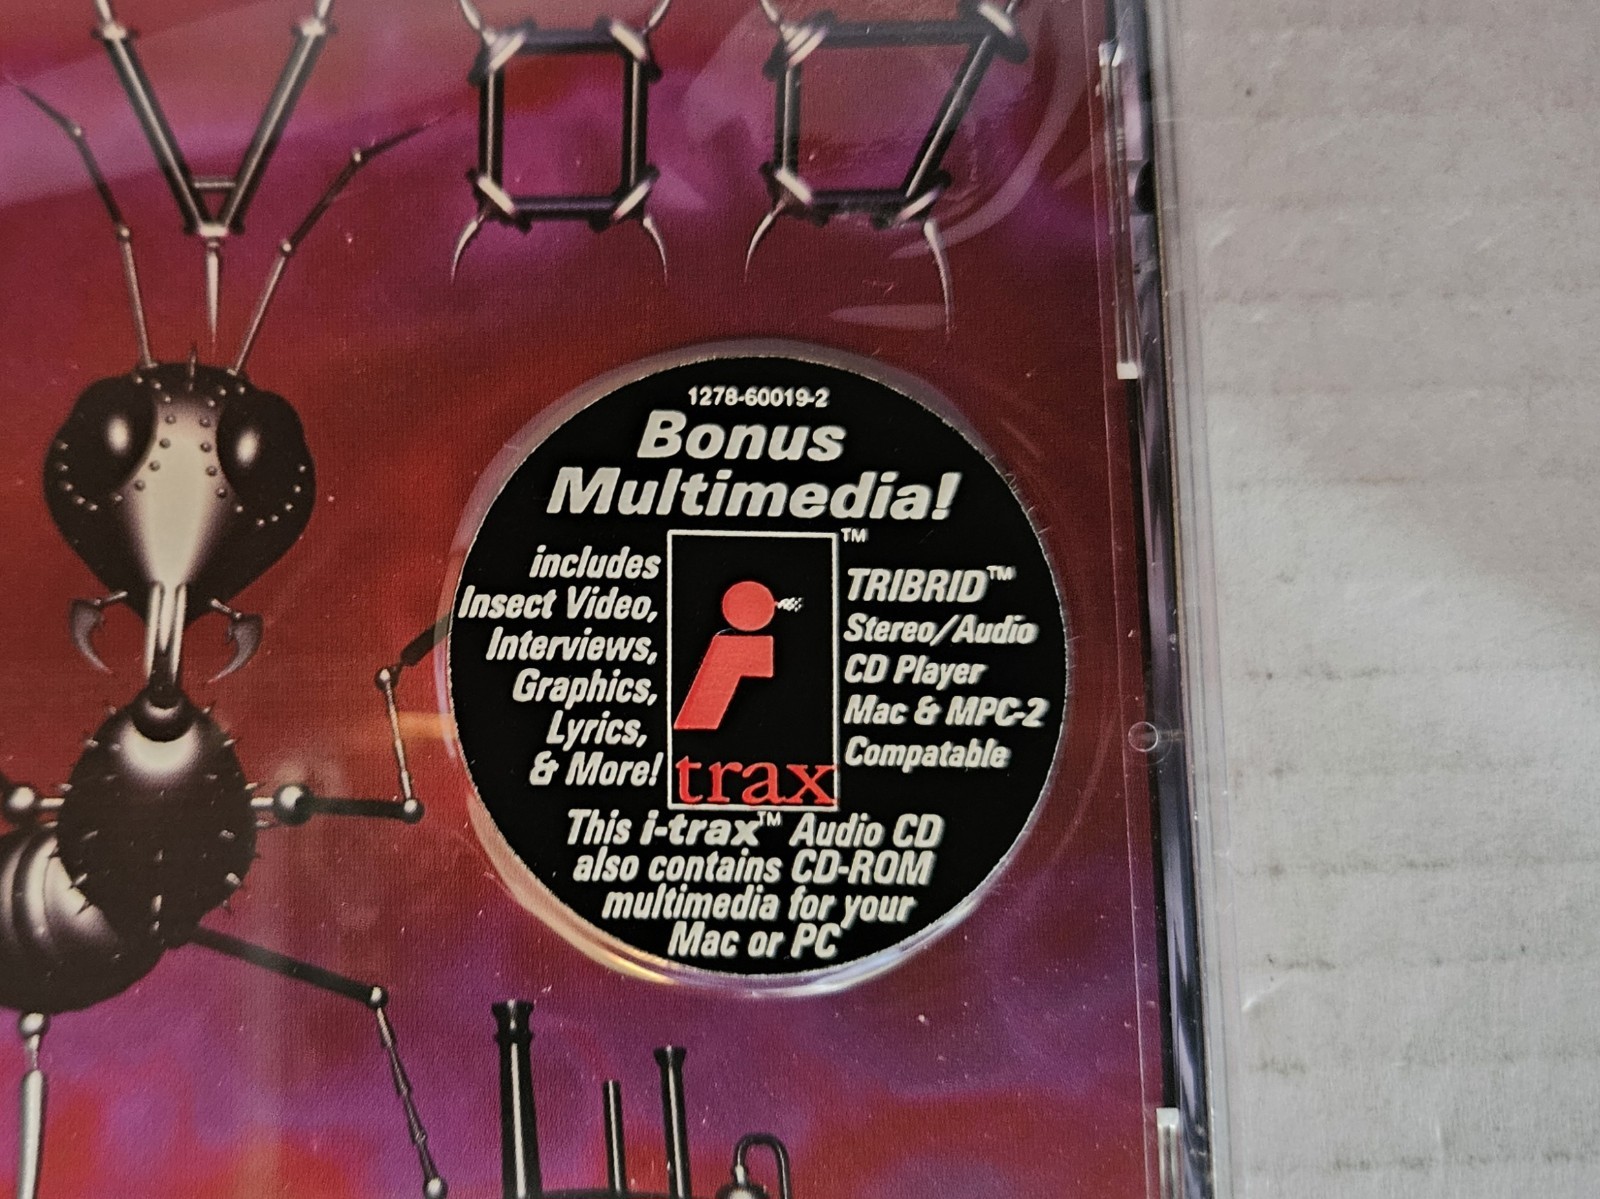 VOD
1278-60019-2
Bonus
Multimedia!
includes
Insect Video,
Interviews,
Graphics,
Lyrics,
& More!
TM
i
trax
TRIBRID™
Stereo/Audio
CD Player
Mac & MPC-2
Compatable
This i-trax™ Audio CD
also contains CD-ROM
multimedia for your
Mac or PC